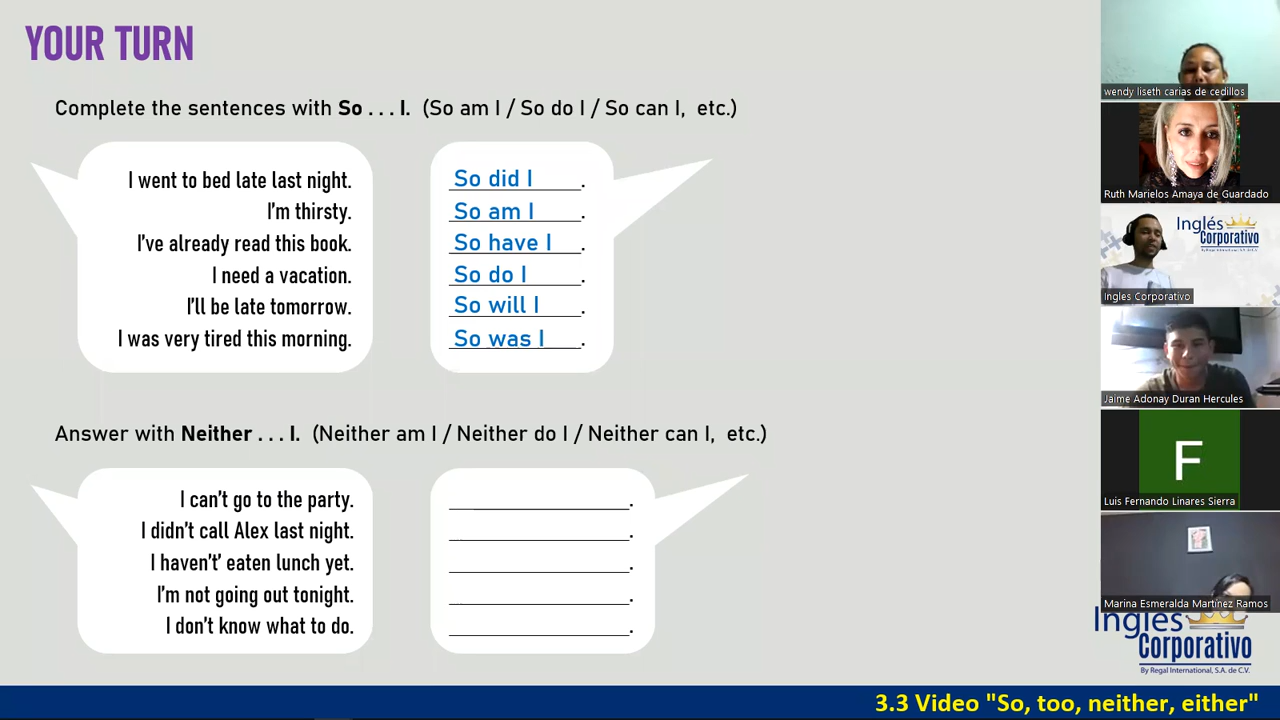 YOUR TURN
Complete the sentences with So . . . I. (So am I / So do I / So can I, etc.)
I went to bed late last night.
I'm thirsty.
I've already read this book.
I need a vacation.
I'll be late tomorrow.
I was very tired this morning.
So did I .
So am I .
So have I .
So do I .
So will I .
So was I .
Answer with Neither . . . I. (Neither am I / Neither do I / Neither can I, etc.)
I can't go to the party.
I didn't call Alex last night.
I haven't' eaten lunch yet.
I'm not going out tonight.
I don't know what to do.
wendy liseth carias de cedillos
Ruth Marielos Amaya de Guardado
Inglés
Corporativo
By Regal International, S.A. de C.V.
Ingles Corporativo
Jaime Adonay Duran Hercules
F
Luis Fernando Linares Sierra
Marina Esmeralda Martínez Ramos
Inglés
Corporativo
By Regal International, S.A. de C.V.
3.3 Video "So, too, neither, either"